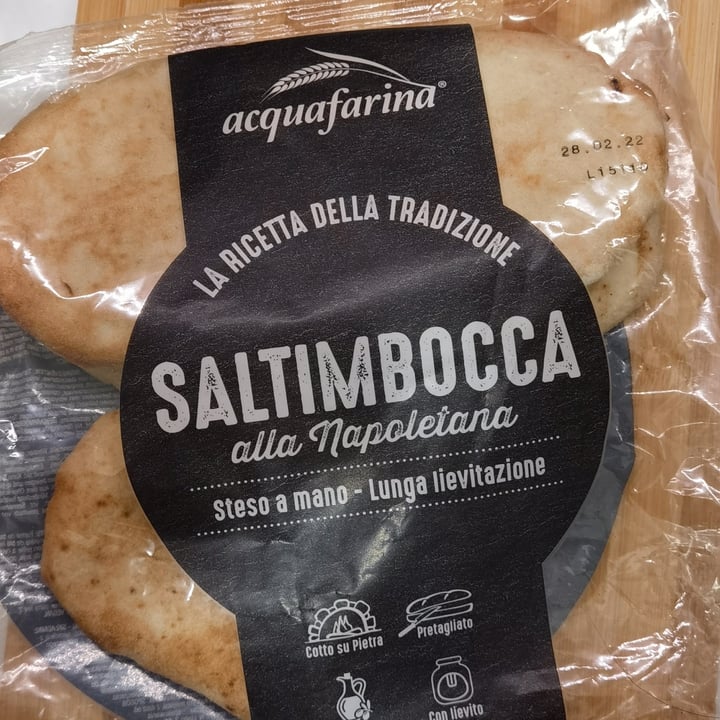 acquafarina®
28.02.22
LA RICETTA DELLA TRADIZIONE
SALTIMBOCCA
alla Napoletana
Steso a mano - Lunga lievitazione
Cotto su Pietra
Pretagliato
Con lievito